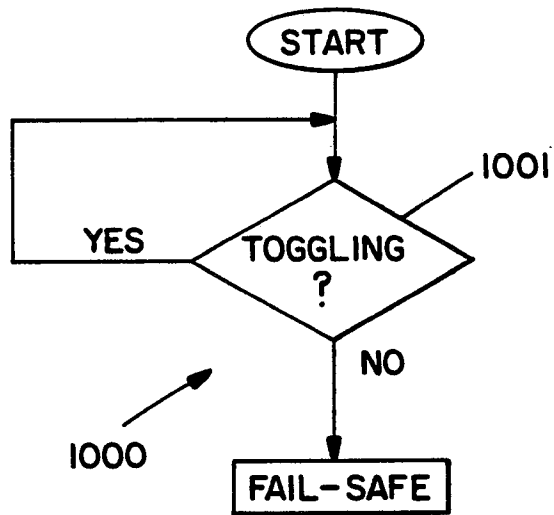 START
1001
YES
TOGGLING
?
NO
1000
FAIL-SAFE